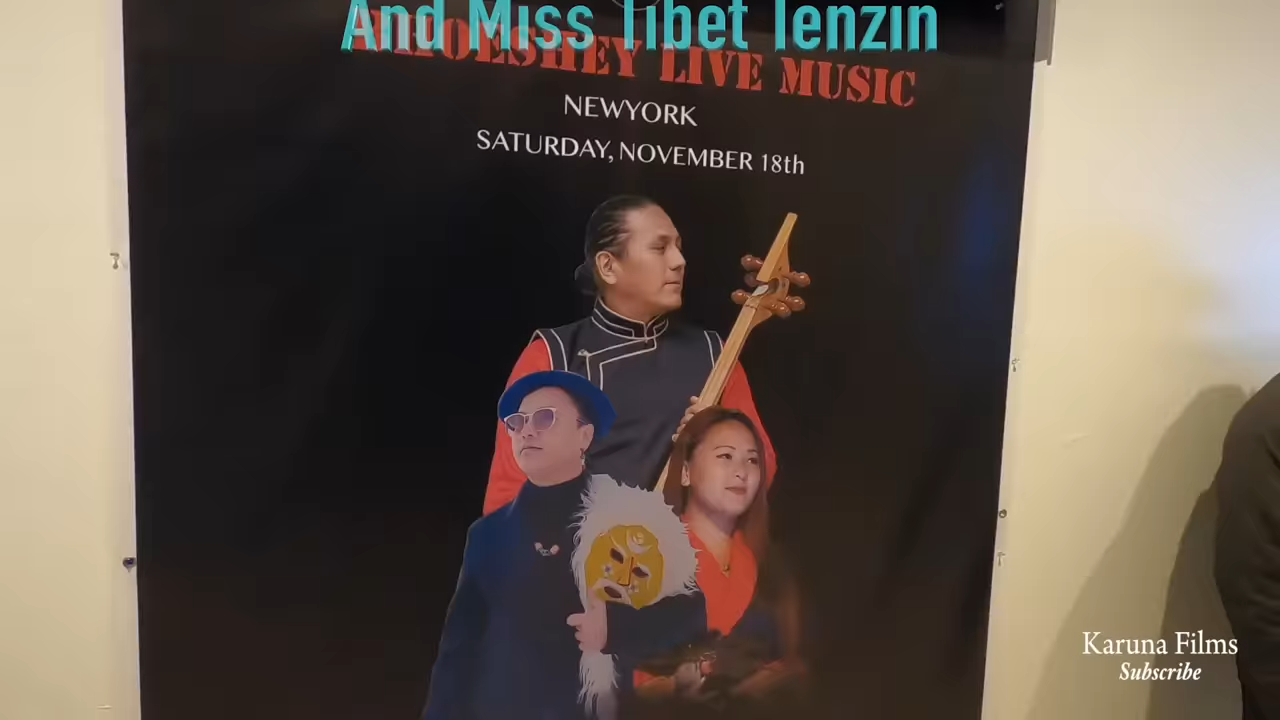 And Miss Tibet Tenzin
LIVE MUSIC
NEWYORK
SATURDAY, NOVEMBER 18th
Karuna Films
Subscribe